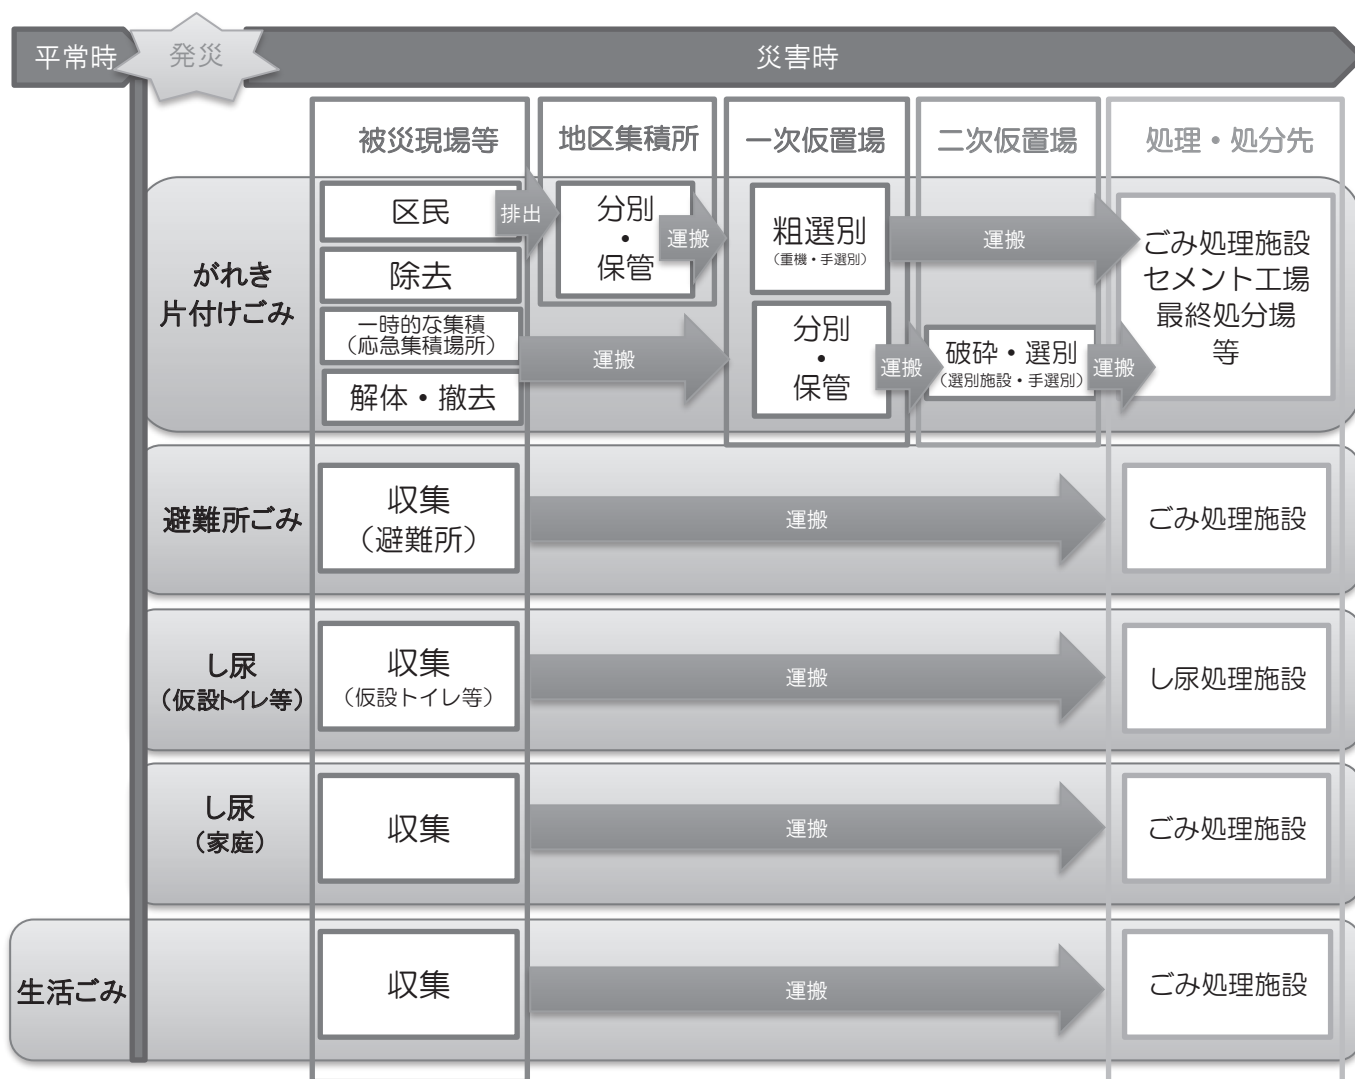 平常時
発災
災害時
被災現場等
地区集積所
一次仮置場
二次仮置場
処理・処分先
がれき
片付けごみ
区民
排出
除去
一時的な集積
（応急集積場所）
解体・撤去
分別
・
保管
運搬
運搬
粗選別
（重機・手選別）
分別
・
保管
運搬
運搬
破砕・選別
（選別施設・手選別）
運搬
ごみ処理施設
セメント工場
最終処分場
等
避難所ごみ
収集
（避難所）
運搬
ごみ処理施設
し尿
（仮設トイレ等）
収集
（仮設トイレ等）
運搬
し尿処理施設
し尿
（家庭）
収集
運搬
ごみ処理施設
生活ごみ
収集
運搬
ごみ処理施設